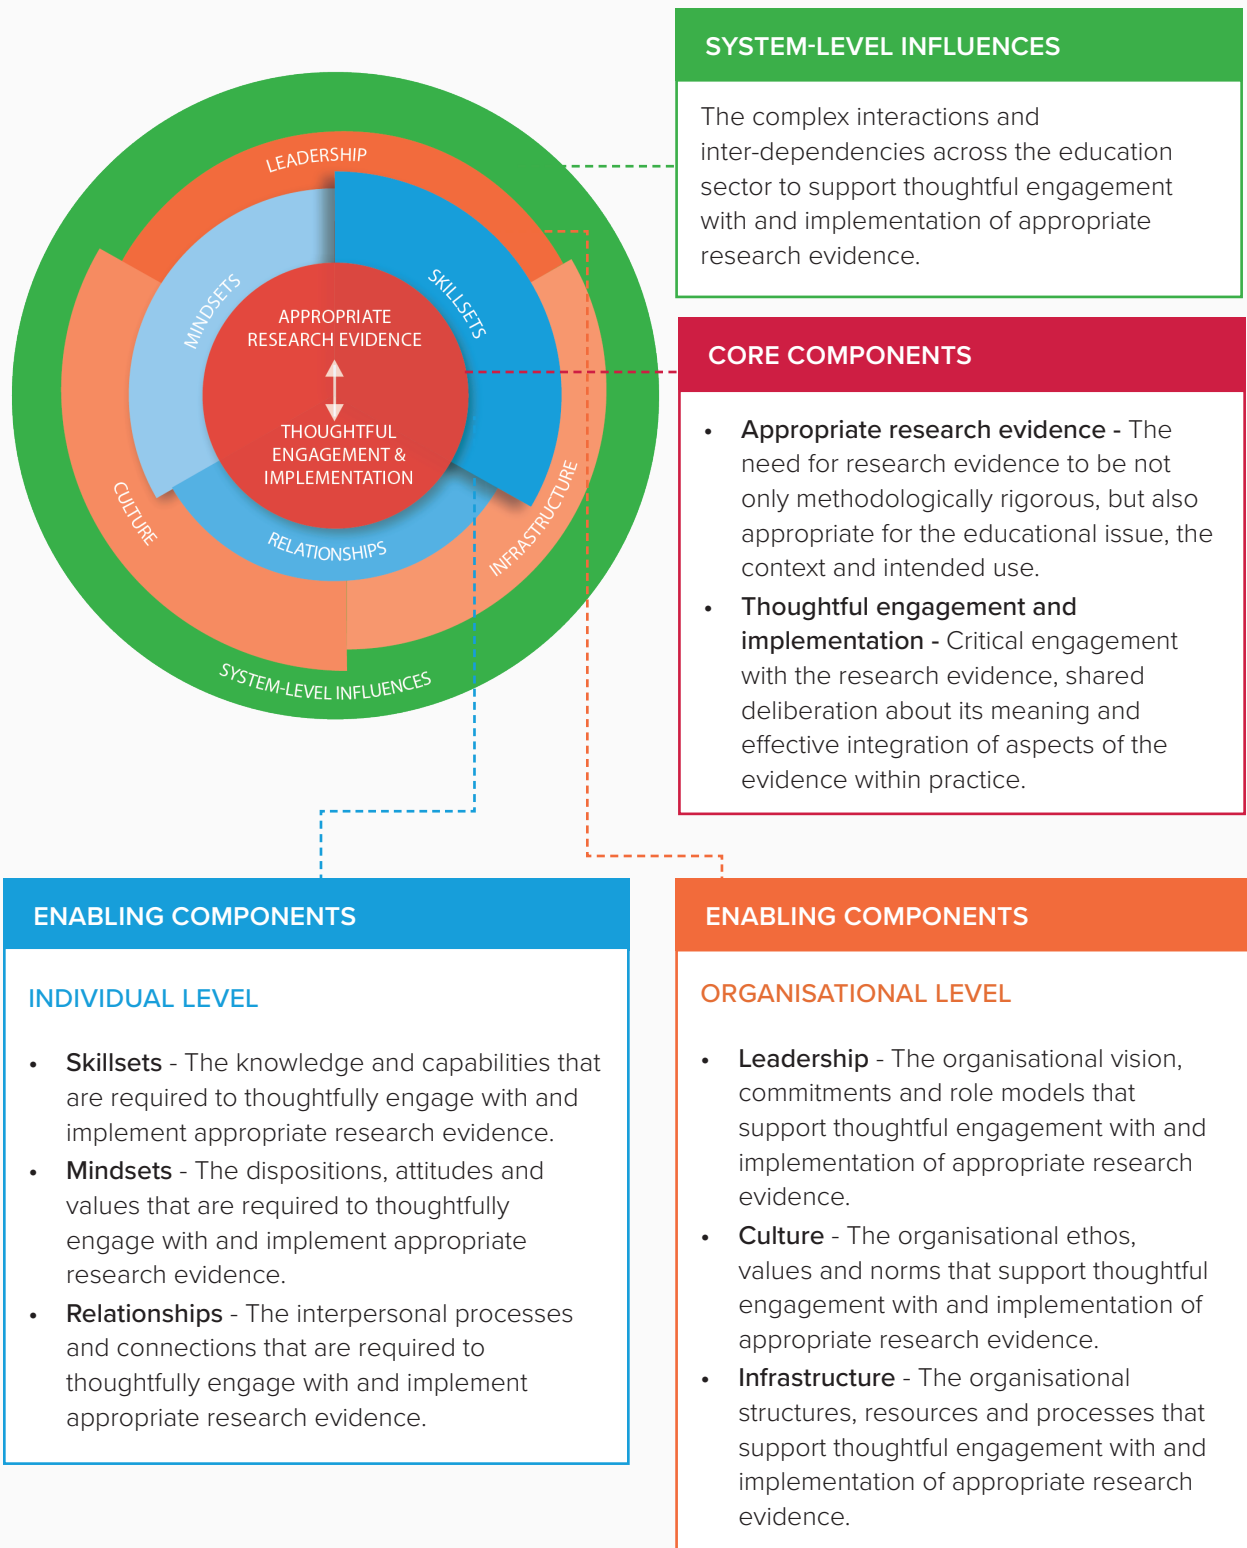 LEADERSHIP
MINDSETS
SKILLSETS
APPROPRIATE
RESEARCH EVIDENCE
THOUGHTFUL
ENGAGEMENT &
IMPLEMENTATION
CULTURE
RELATIONSHIPS
INFRASTRUCTURE
SYSTEM-LEVEL INFLUENCES
SYSTEM-LEVEL INFLUENCES
The complex interactions and
inter-dependencies across the education
sector to support thoughtful engagement
with and implementation of appropriate
research evidence.
CORE COMPONENTS
• Appropriate research evidence - The
need for research evidence to be not
only methodologically rigorous, but also
appropriate for the educational issue, the
context and intended use.
• Thoughtful engagement and
implementation - Critical engagement
with the research evidence, shared
deliberation about its meaning and
effective integration of aspects of the
evidence within practice.
ENABLING COMPONENTS
INDIVIDUAL LEVEL
• Skillsets - The knowledge and capabilities that
are required to thoughtfully engage with and
implement appropriate research evidence.
• Mindsets - The dispositions, attitudes and
values that are required to thoughtfully
engage with and implement appropriate
research evidence.
• Relationships - The interpersonal processes
and connections that are required to
thoughtfully engage with and implement
appropriate research evidence.
ENABLING COMPONENTS
ORGANISATIONAL LEVEL
• Leadership - The organisational vision,
commitments and role models that
support thoughtful engagement with and
implementation of appropriate research
evidence.
• Culture - The organisational ethos,
values and norms that support thoughtful
engagement with and implementation of
appropriate research evidence.
• Infrastructure - The organisational
structures, resources and processes that
support thoughtful engagement with and
implementation of appropriate research
evidence.